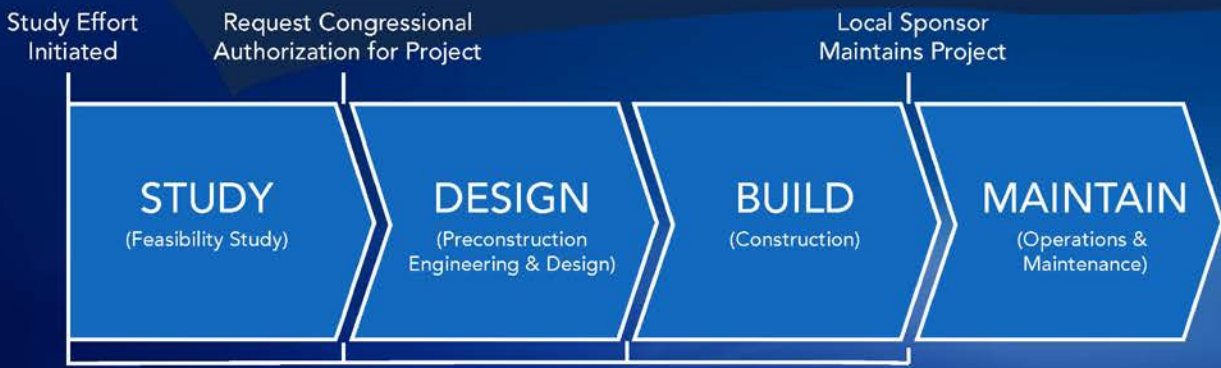 Study Effort
Initiated
Request Congressional
Authorization for Project
Local Sponsor
Maintains Project
STUDY
(Feasibility Study)
DESIGN
(Preconstruction
Engineering & Design)
BUILD
(Construction)
MAINTAIN
(Operations &
Maintenance)